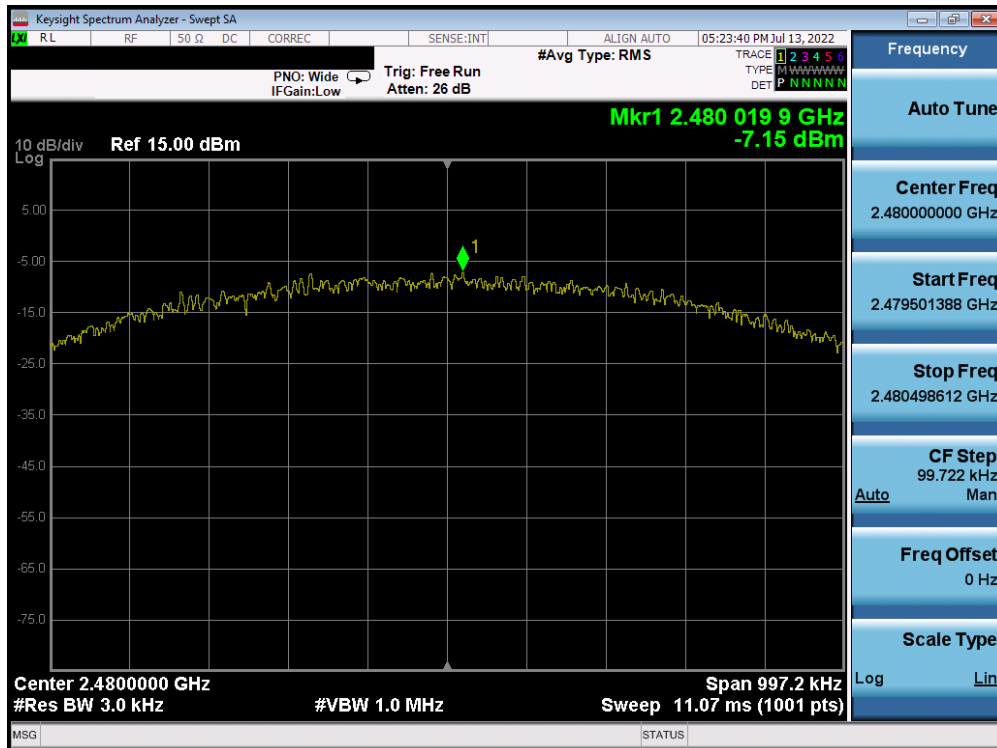 Keysight Spectrum Analyzer - Swept SA
LXI RL RF 50 Ω DC CORREC SENSE:INT ALIGN AUTO 05:23:40 PM Jul 13, 2022
PNO: Wide
IFGain:Low
Trig: Free Run
Atten: 26 dB
#Avg Type: RMS
TRACE 1 2 3 4 5 6
TYPE M W W W W W
DET P N N N N N
Mkr1 2.480 019 9 GHz
-7.15 dBm
10 dB/div Ref 15.00 dBm
Log
5.00
-5.00
-15.0
-25.0
-35.0
-45.0
-55.0
-65.0
-75.0
1
Center 2.4800000 GHz Span 997.2 kHz
#Res BW 3.0 kHz #VBW 1.0 MHz Sweep 11.07 ms (1001 pts)
MSG STATUS
Frequency
Auto Tune
Center Freq
2.480000000 GHz
Start Freq
2.479501388 GHz
Stop Freq
2.480498612 GHz
CF Step
99.722 kHz
Auto Man
Freq Offset
0 Hz
Scale Type
Log Lin